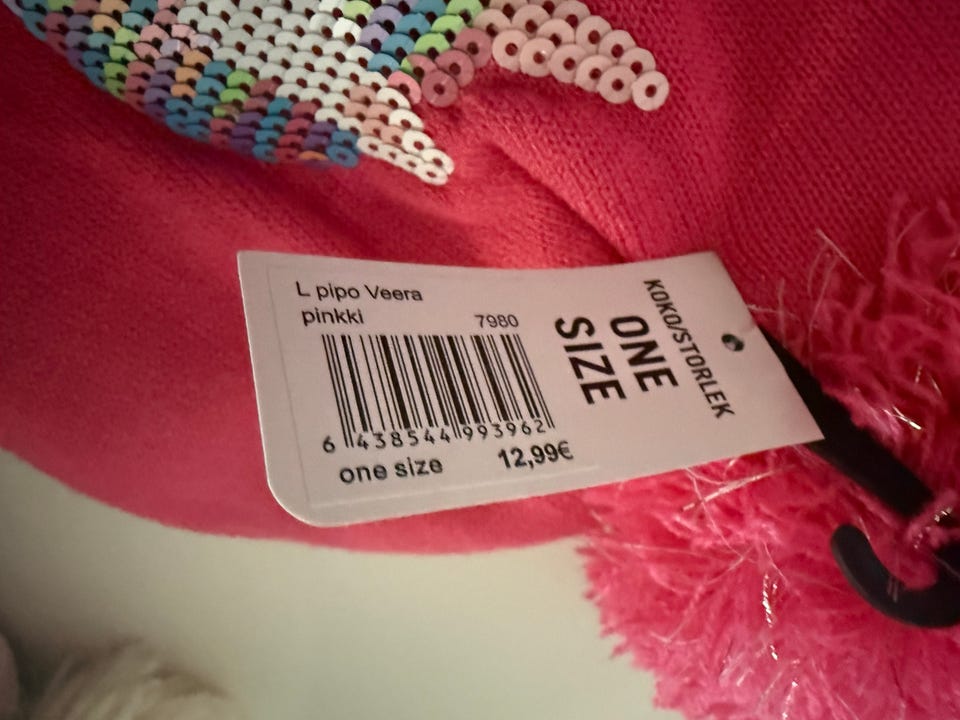 L pipo Veera
pinkki
7980
6 438544 993962
one size
12,99€
KOKO/STORLEK
ONE
SIZE